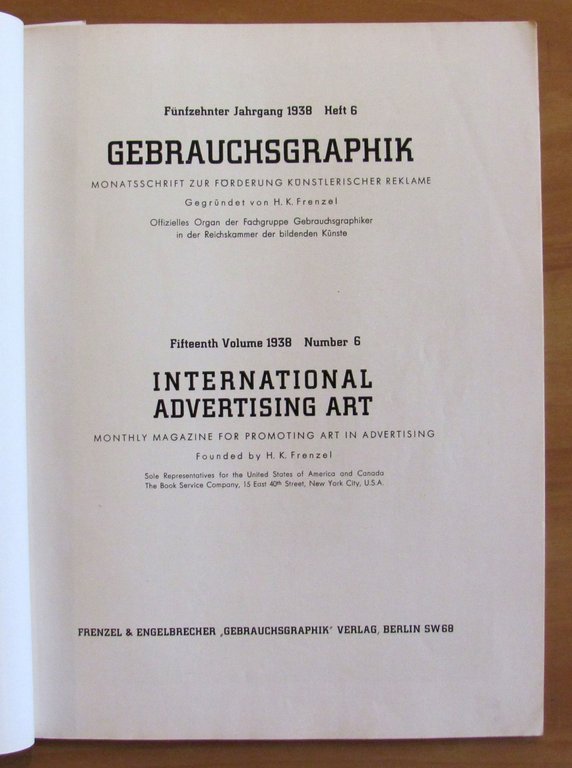 Fünfzehnter Jahrgang 1938 Heft 6
GEBRAUCHSGRAPHIK
MONATSSCHRIFT ZUR FÖRDERUNG KÜNSTLERISCHER REKLAME
Gegründet von H. K. Frenzel
Offizielles Organ der Fachgruppe Gebrauchsgraphiker
in der Reichskammer der bildenden Künste
Fifteenth Volume 1938 Number 6
INTERNATIONAL
ADVERTISING ART
MONTHLY MAGAZINE FOR PROMOTING ART IN ADVERTISING
Founded by H. K. Frenzel
Sole Representatives for the United States of America and Canada
The Book Service Company, 15 East 40th Street, New York City, U.S.A.
FRENZEL & ENGELBRECHER „GEBRAUCHSGRAPHIK“ VERLAG, BERLIN SW68